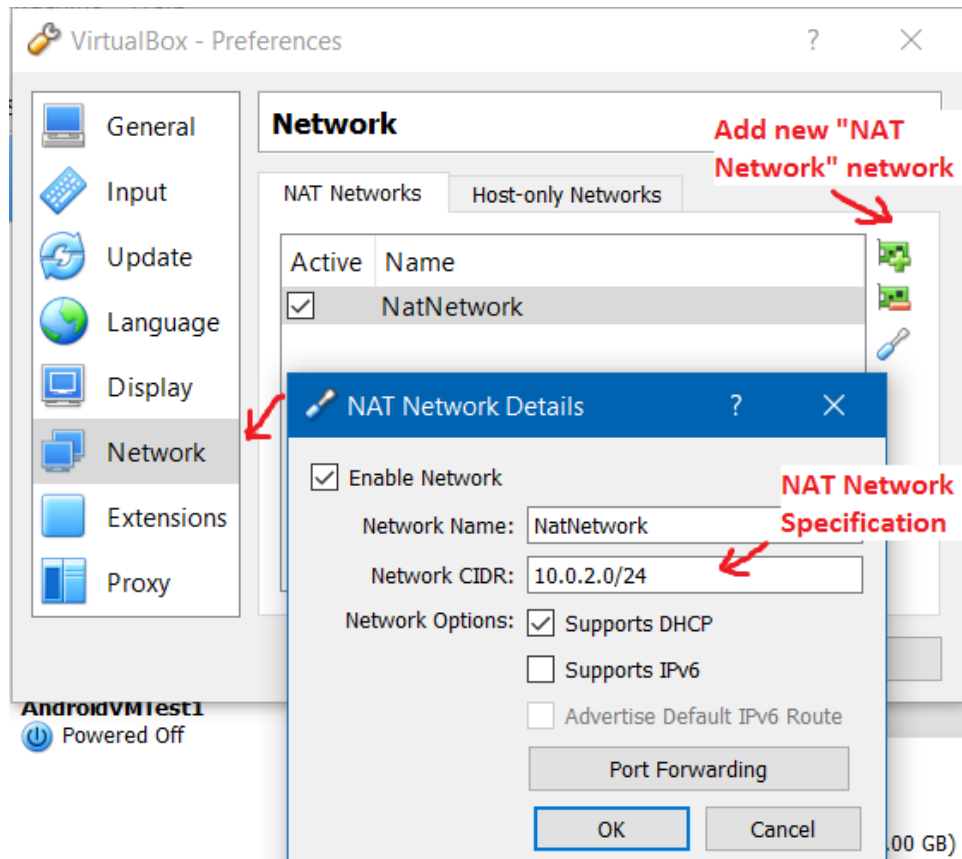 VirtualBox - Preferences
General
Input
Update
Language
Display
Network
Extensions
Proxy
Network
Add new "NAT
Network" network
NAT Networks
Host-only Networks
Active Name
NatNetwork
NAT Network Details
Enable Network
Network Name: NatNetwork
NAT Network
Specification
Network CIDR: 10.0.2.0/24
Network Options: Supports DHCP
Supports IPv6
Advertise Default IPv6 Route
Port Forwarding
OK
Cancel
AndroidVMTest1
Powered Off
.00 GB)